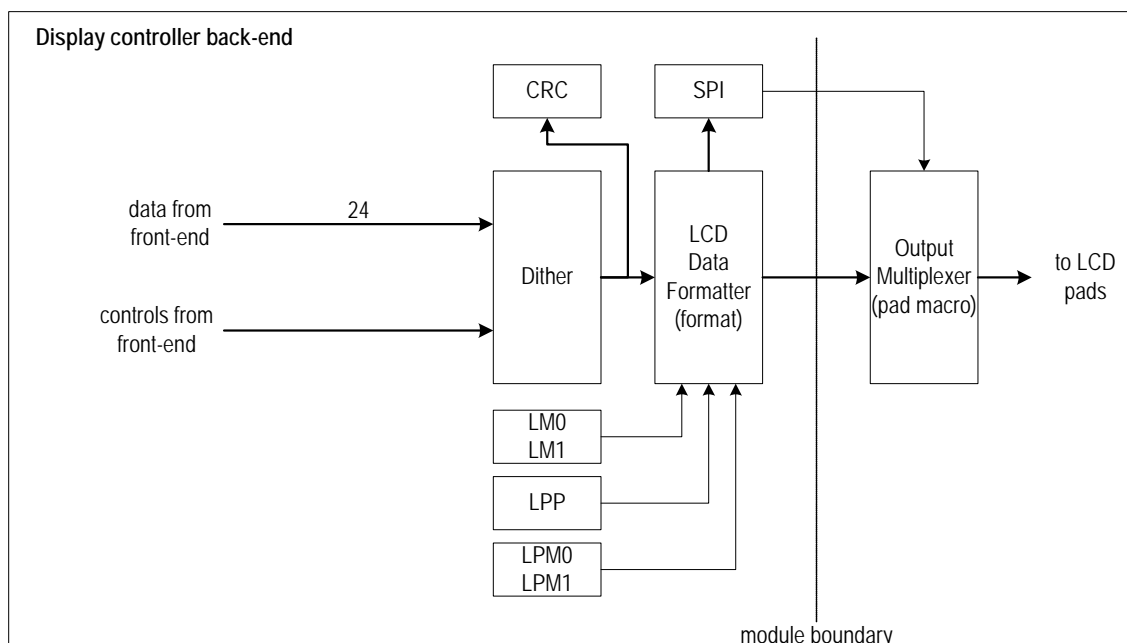 Display controller back-end
CRC
SPI
data from
front-end
24
Dither
LCD
Data
Formatter
(format)
Output
Multiplexer
(pad macro)
to LCD
pads
controls from
front-end
LM0
LM1
LPP
LPM0
LPM1
module boundary